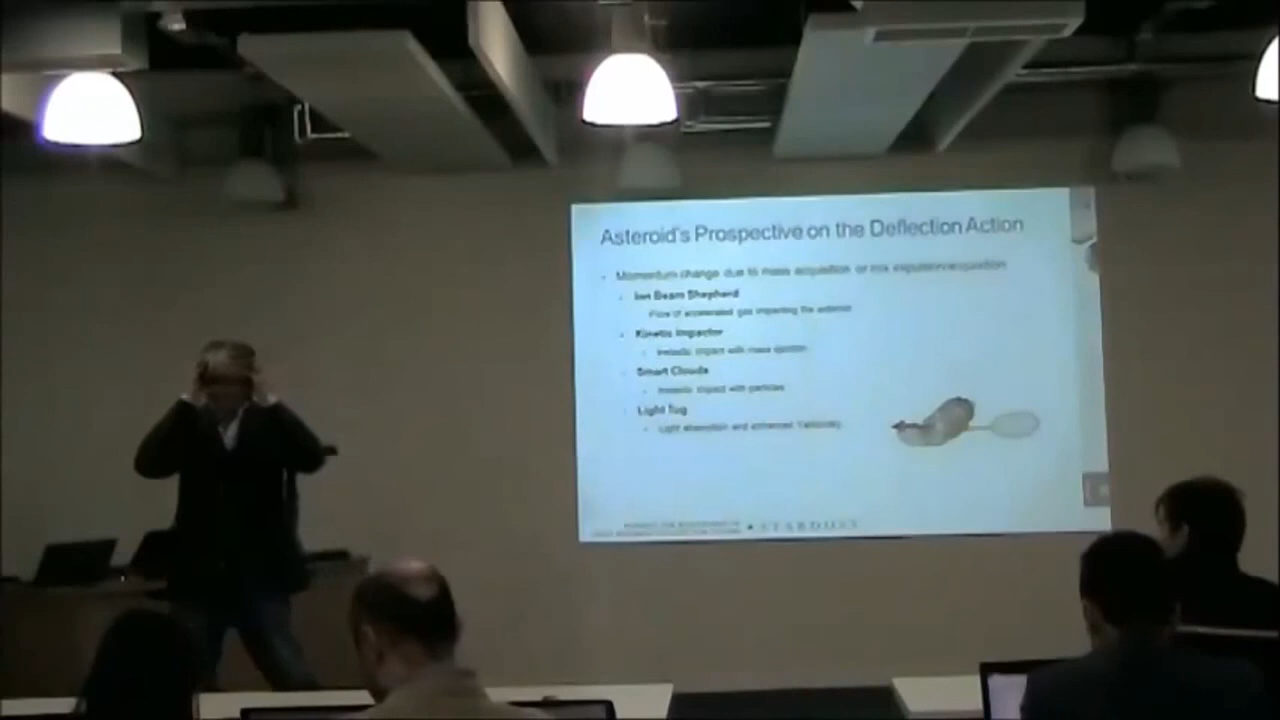 Asteroid's Prospective on the Deflection Action
Momentum change due to mass acquisition or mix expulsion/acquisition
Ion Beam Shepherd
Flow of accelerated gas impacting the asteroid
Kinetic Impactor
Inelastic impact with mass ejection
Smart Clouds
Inelastic impact with particles
Light Tug
Light absorption and enhanced Yarkovsky
STARDUST